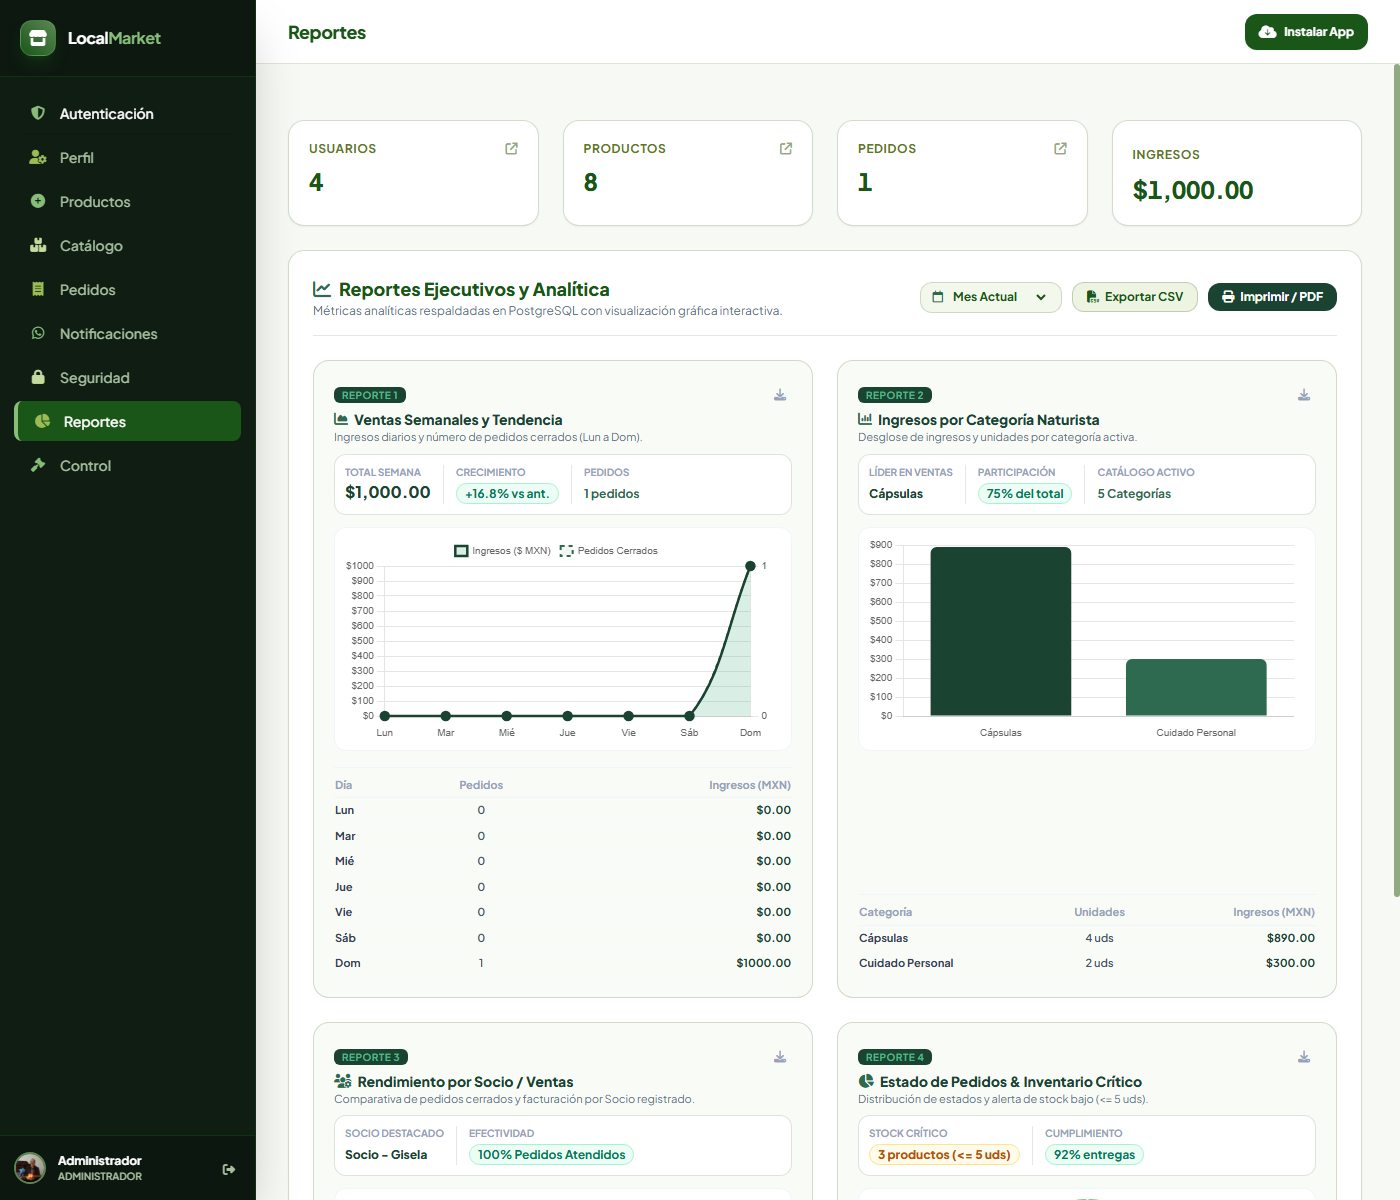 LocalMarket
Autenticación
Perfil
Productos
Catálogo
Pedidos
Notificaciones
Seguridad
Reportes
Control
Administrador
ADMINISTRADOR
Reportes
Instalar App
USUARIOS
4
PRODUCTOS
8
PEDIDOS
1
INGRESOS
$1,000.00
Reportes Ejecutivos y Analítica
Métricas analíticas respaldadas en PostgreSQL con visualización gráfica interactiva.
Mes Actual
Exportar CSV
Imprimir / PDF
REPORTE 1
Ventas Semanales y Tendencia
Ingresos diarios y número de pedidos cerrados (Lun a Dom).
TOTAL SEMANA
$1,000.00
CRECIMIENTO
+16.8% vs ant.
PEDIDOS
1 pedidos
Ingresos ($ MXN)
Pedidos Cerrados
$1000
$900
$800
$700
$600
$500
$400
$300
$200
$100
$0
1
0
Lun Mar Mié Jue Vie Sáb Dom
Día Pedidos Ingresos (MXN)
Lun 0 $0.00
Mar 0 $0.00
Mié 0 $0.00
Jue 0 $0.00
Vie 0 $0.00
Sáb 0 $0.00
Dom 1 $1000.00
REPORTE 2
Ingresos por Categoría Naturista
Desglose de ingresos y unidades por categoría activa.
LÍDER EN VENTAS
Cápsulas
PARTICIPACIÓN
75% del total
CATÁLOGO ACTIVO
5 Categorías
$900
$800
$700
$600
$500
$400
$300
$200
$100
$0
Cápsulas Cuidado Personal
Categoría Unidades Ingresos (MXN)
Cápsulas 4 uds $890.00
Cuidado Personal 2 uds $300.00
REPORTE 3
Rendimiento por Socio / Ventas
Comparativa de pedidos cerrados y facturación por Socio registrado.
SOCIO DESTACADO
Socio - Gisela
EFECTIVIDAD
100% Pedidos Atendidos
REPORTE 4
Estado de Pedidos & Inventario Crítico
Distribución de estados y alerta de stock bajo (<= 5 uds).
STOCK CRÍTICO
3 productos (<= 5 uds)
CUMPLIMIENTO
92% entregas